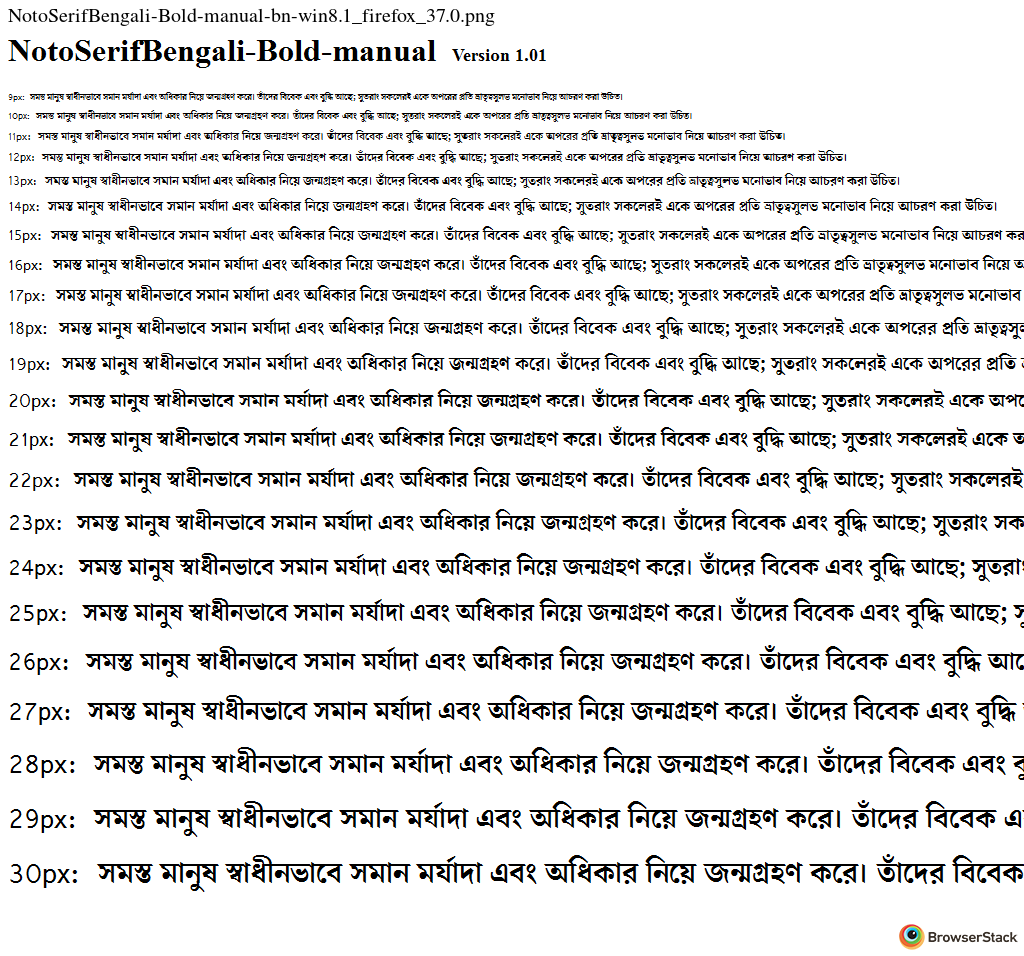 NotoSerifBengali-Bold-manual-bn-win8.1_firefox_37.0.png
NotoSerifBengali-Bold-manual Version 1.01
9px: সমস্ত মানুষ স্বাধীনভাবে সমান মর্যাদা এবং অধিকার নিয়ে জন্মগ্রহণ করে। তাঁদের বিবেক এবং বুদ্ধি আছে; সুতরাং সকলেরই একে অপরের প্রতি ভ্রাতৃত্বসুলভ মনোভাব নিয়ে আচরণ করা উচিত।
10px: সমস্ত মানুষ স্বাধীনভাবে সমান মর্যাদা এবং অধিকার নিয়ে জন্মগ্রহণ করে। তাঁদের বিবেক এবং বুদ্ধি আছে; সুতরাং সকলেরই একে অপরের প্রতি ভ্রাতৃত্বসুলভ মনোভাব নিয়ে আচরণ করা উচিত।
11px: সমস্ত মানুষ স্বাধীনভাবে সমান মর্যাদা এবং অধিকার নিয়ে জন্মগ্রহণ করে। তাঁদের বিবেক এবং বুদ্ধি আছে; সুতরাং সকলেরই একে অপরের প্রতি ভ্রাতৃত্বসুলভ মনোভাব নিয়ে আচরণ করা উচিত।
12px: সমস্ত মানুষ স্বাধীনভাবে সমান মর্যাদা এবং অধিকার নিয়ে জন্মগ্রহণ করে। তাঁদের বিবেক এবং বুদ্ধি আছে; সুতরাং সকলেরই একে অপরের প্রতি ভ্রাতৃত্বসুলভ মনোভাব নিয়ে আচরণ করা উচিত।
13px: সমস্ত মানুষ স্বাধীনভাবে সমান মর্যাদা এবং অধিকার নিয়ে জন্মগ্রহণ করে। তাঁদের বিবেক এবং বুদ্ধি আছে; সুতরাং সকলেরই একে অপরের প্রতি ভ্রাতৃত্বসুলভ মনোভাব নিয়ে আচরণ করা উচিত।
14px: সমস্ত মানুষ স্বাধীনভাবে সমান মর্যাদা এবং অধিকার নিয়ে জন্মগ্রহণ করে। তাঁদের বিবেক এবং বুদ্ধি আছে; সুতরাং সকলেরই একে অপরের প্রতি ভ্রাতৃত্বসুলভ মনোভাব নিয়ে আচরণ করা উচিত।
15px: সমস্ত মানুষ স্বাধীনভাবে সমান মর্যাদা এবং অধিকার নিয়ে জন্মগ্রহণ করে। তাঁদের বিবেক এবং বুদ্ধি আছে; সুতরাং সকলেরই একে অপরের প্রতি ভ্রাতৃত্বসুলভ মনোভাব নিয়ে আচরণ
16px: সমস্ত মানুষ স্বাধীনভাবে সমান মর্যাদা এবং অধিকার নিয়ে জন্মগ্রহণ করে। তাঁদের বিবেক এবং বুদ্ধি আছে; সুতরাং সকলেরই একে অপরের প্রতি ভ্রাতৃত্বসুলভ মনোভাব নিয়ে
17px: সমস্ত মানুষ স্বাধীনভাবে সমান মর্যাদা এবং অধিকার নিয়ে জন্মগ্রহণ করে। তাঁদের বিবেক এবং বুদ্ধি আছে; সুতরাং সকলেরই একে অপরের প্রতি ভ্রাতৃত্বসুলভ মনোভাব
18px: সমস্ত মানুষ স্বাধীনভাবে সমান মর্যাদা এবং অধিকার নিয়ে জন্মগ্রহণ করে। তাঁদের বিবেক এবং বুদ্ধি আছে; সুতরাং সকলেরই একে অপরের প্রতি
19px: সমস্ত মানুষ স্বাধীনভাবে সমান মর্যাদা এবং অধিকার নিয়ে জন্মগ্রহণ করে। তাঁদের বিবেক এবং বুদ্ধি আছে; সুতরাং সকলেরই একে অপরের প্রতি
20px: সমস্ত মানুষ স্বাধীনভাবে সমান মর্যাদা এবং অধিকার নিয়ে জন্মগ্রহণ করে। তাঁদের বিবেক এবং বুদ্ধি আছে; সুতরাং সকলেরই একে
21px: সমস্ত মানুষ স্বাধীনভাবে সমান মর্যাদা এবং অধিকার নিয়ে জন্মগ্রহণ করে। তাঁদের বিবেক এবং বুদ্ধি আছে; সুতরাং সকলেরই একে
22px: সমস্ত মানুষ স্বাধীনভাবে সমান মর্যাদা এবং অধিকার নিয়ে জন্মগ্রহণ করে। তাঁদের বিবেক এবং বুদ্ধি আছে; সুতরাং সকলেরই
23px: সমস্ত মানুষ স্বাধীনভাবে সমান মর্যাদা এবং অধিকার নিয়ে জন্মগ্রহণ করে। তাঁদের বিবেক এবং বুদ্ধি আছে; সুতরাং
24px: সমস্ত মানুষ স্বাধীনভাবে সমান মর্যাদা এবং অধিকার নিয়ে জন্মগ্রহণ করে। তাঁদের বিবেক এবং বুদ্ধি আছে;
25px: সমস্ত মানুষ স্বাধীনভাবে সমান মর্যাদা এবং অধিকার নিয়ে জন্মগ্রহণ করে। তাঁদের বিবেক এবং বুদ্ধি আছে;
26px: সমস্ত মানুষ স্বাধীনভাবে সমান মর্যাদা এবং অধিকার নিয়ে জন্মগ্রহণ করে। তাঁদের বিবেক এবং বুদ্ধি
27px: সমস্ত মানুষ স্বাধীনভাবে সমান মর্যাদা এবং অধিকার নিয়ে জন্মগ্রহণ করে। তাঁদের বিবেক এবং বুদ্ধি
28px: সমস্ত মানুষ স্বাধীনভাবে সমান মর্যাদা এবং অধিকার নিয়ে জন্মগ্রহণ করে। তাঁদের বিবেক এবং
29px: সমস্ত মানুষ স্বাধীনভাবে সমান মর্যাদা এবং অধিকার নিয়ে জন্মগ্রহণ করে। তাঁদের বিবেক
30px: সমস্ত মানুষ স্বাধীনভাবে সমান মর্যাদা এবং অধিকার নিয়ে জন্মগ্রহণ করে। তাঁদের বিবেক
BrowserStack